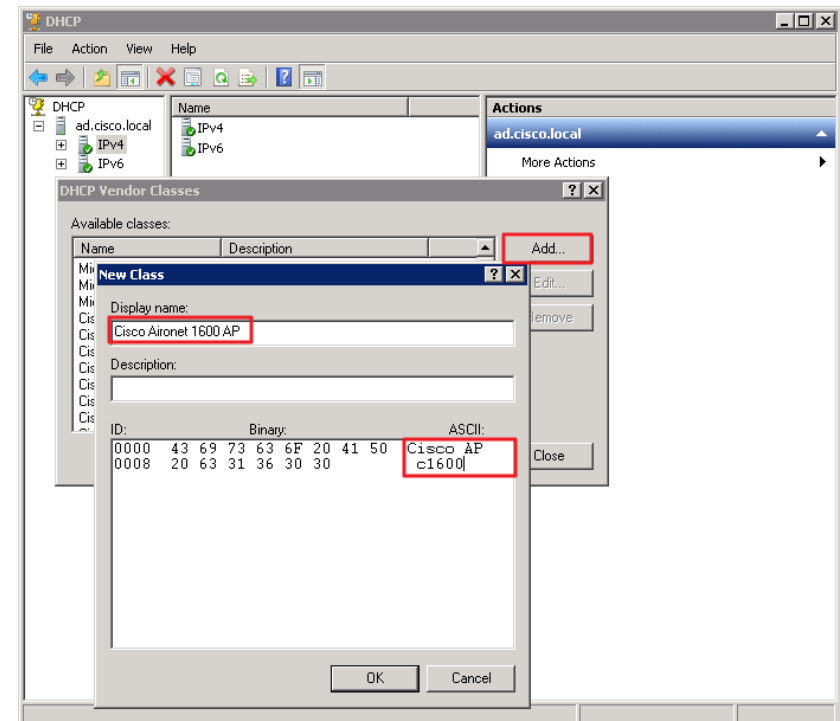 DHCP
File Action View Help
DHCP
ad.cisco.local
IPv4
IPv6
Name
IPv4
IPv6
Actions
ad.cisco.local
More Actions
DHCP Vendor Classes
Available classes:
Name Description
Add...
Edit...
Close
New Class
Display name:
Cisco Aironet 1600 AP
Description:
ID: Binary: ASCII:
0000 43 69 73 63 6F 20 41 50 Cisco AP
0008 20 63 31 36 30 30 c1600
OK Cancel